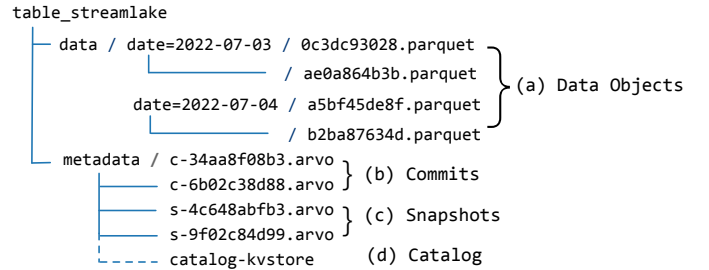 table_streamlake
data / date=2022-07-03 / 0c3dc93028.parquet
/ ae0a864b3b.parquet
(a) Data Objects
date=2022-07-04 / a5bf45de8f.parquet
/ b2ba87634d.parquet
metadata / c-34aa8f08b3.arvo
(b) Commits
c-6b02c38d88.arvo
s-4c648abfb3.arvo
(c) Snapshots
s-9f02c84d99.arvo
catalog-kvstore
(d) Catalog